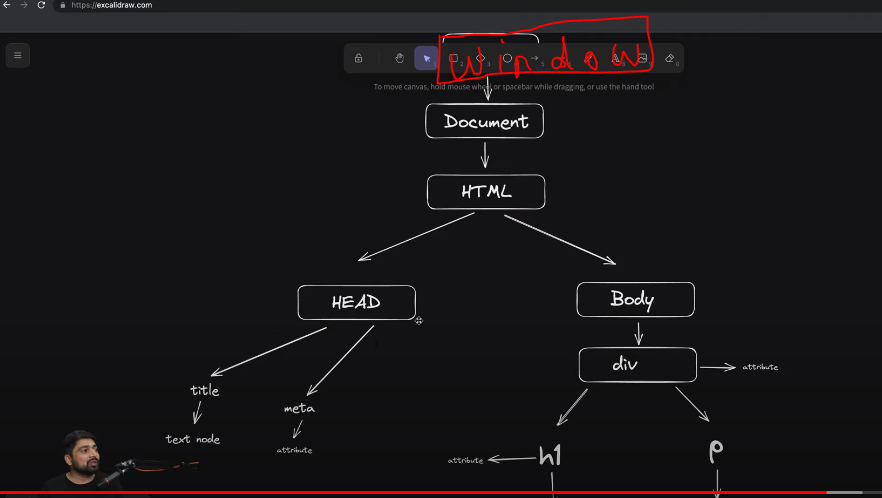 https://excalidraw.com
window
To move canvas, hold mouse wheel or spacebar while dragging, or use the hand tool
Document
HTML
HEAD
Body
div
attribute
title
meta
text node
attribute
attribute
h1
p